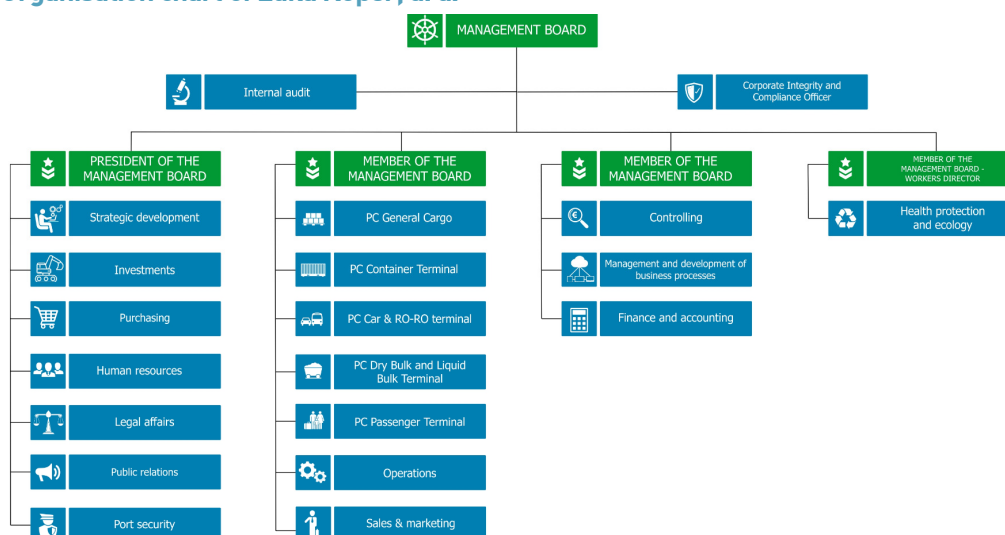 MANAGEMENT BOARD
Internal audit
Corporate Integrity and
Compliance Officer
PRESIDENT OF THE
MANAGEMENT BOARD
Strategic development
Investments
Purchasing
Human resources
Legal affairs
Public relations
Port security
MEMBER OF THE
MANAGEMENT BOARD
PC General Cargo
PC Container Terminal
PC Car & RO-RO terminal
PC Dry Bulk and Liquid
Bulk Terminal
PC Passenger Terminal
Operations
Sales & marketing
MEMBER OF THE
MANAGEMENT BOARD
Controlling
Management and development of
business processes
Finance and accounting
MEMBER OF THE
MANAGEMENT BOARD -
WORKERS DIRECTOR
Health protection
and ecology